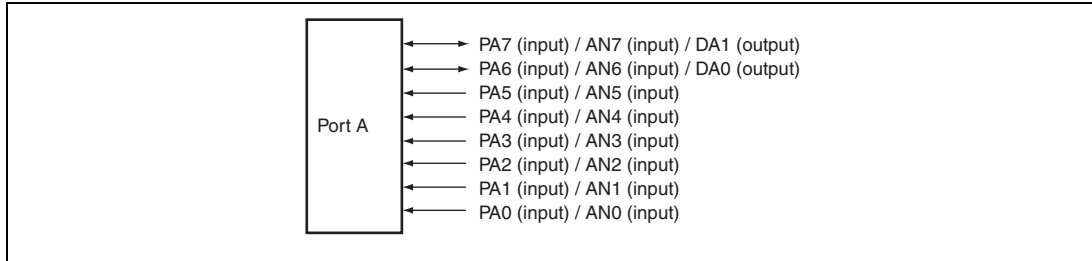 Port A
PA7 (input) / AN7 (input) / DA1 (output)
PA6 (input) / AN6 (input) / DA0 (output)
PA5 (input) / AN5 (input)
PA4 (input) / AN4 (input)
PA3 (input) / AN3 (input)
PA2 (input) / AN2 (input)
PA1 (input) / AN1 (input)
PA0 (input) / AN0 (input)